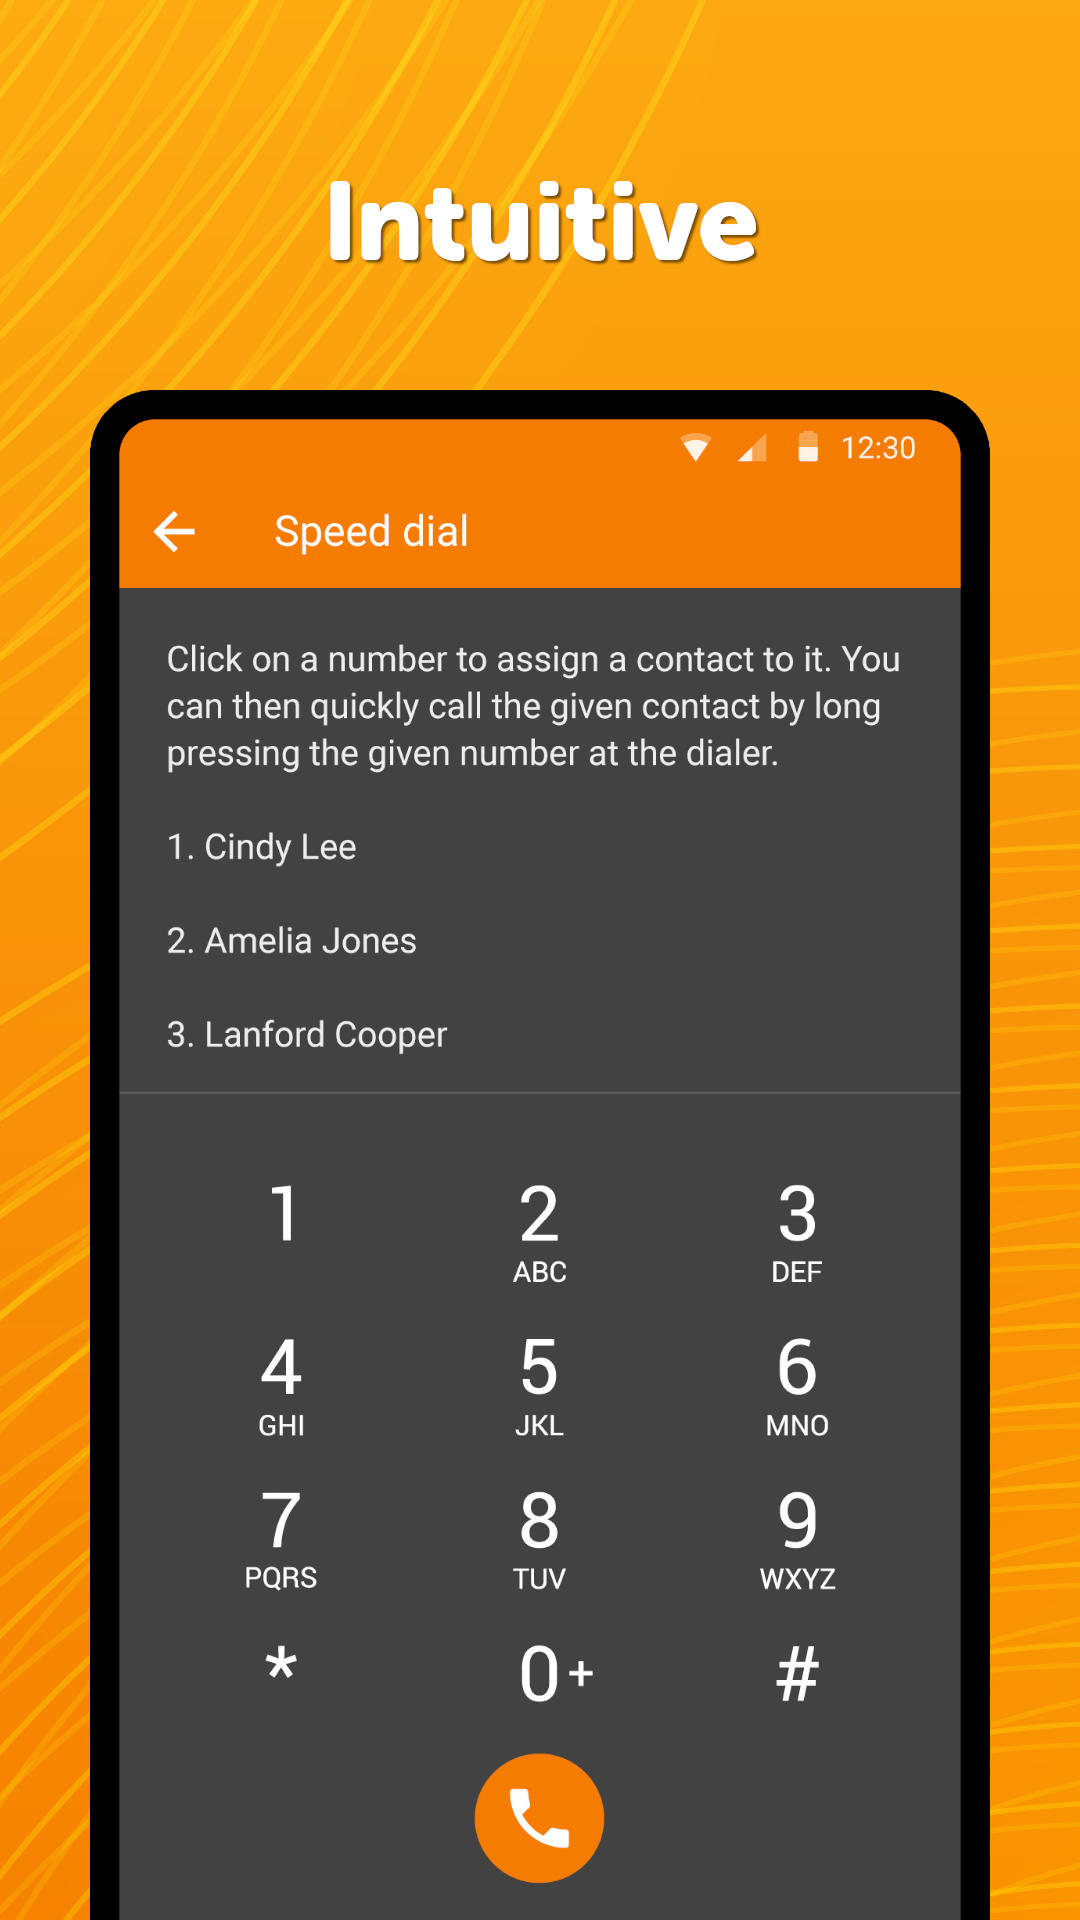 Intuitive
12:30
Speed dial
Click on a number to assign a contact to it. You
can then quickly call the given contact by long
pressing the given number at the dialer.
1. Cindy Lee
2. Amelia Jones
3. Lanford Cooper
1 2 3
ABC DEF
4 5 6
GHI JKL MNO
7 8 9
PQRS TUV WXYZ
* 0+ #